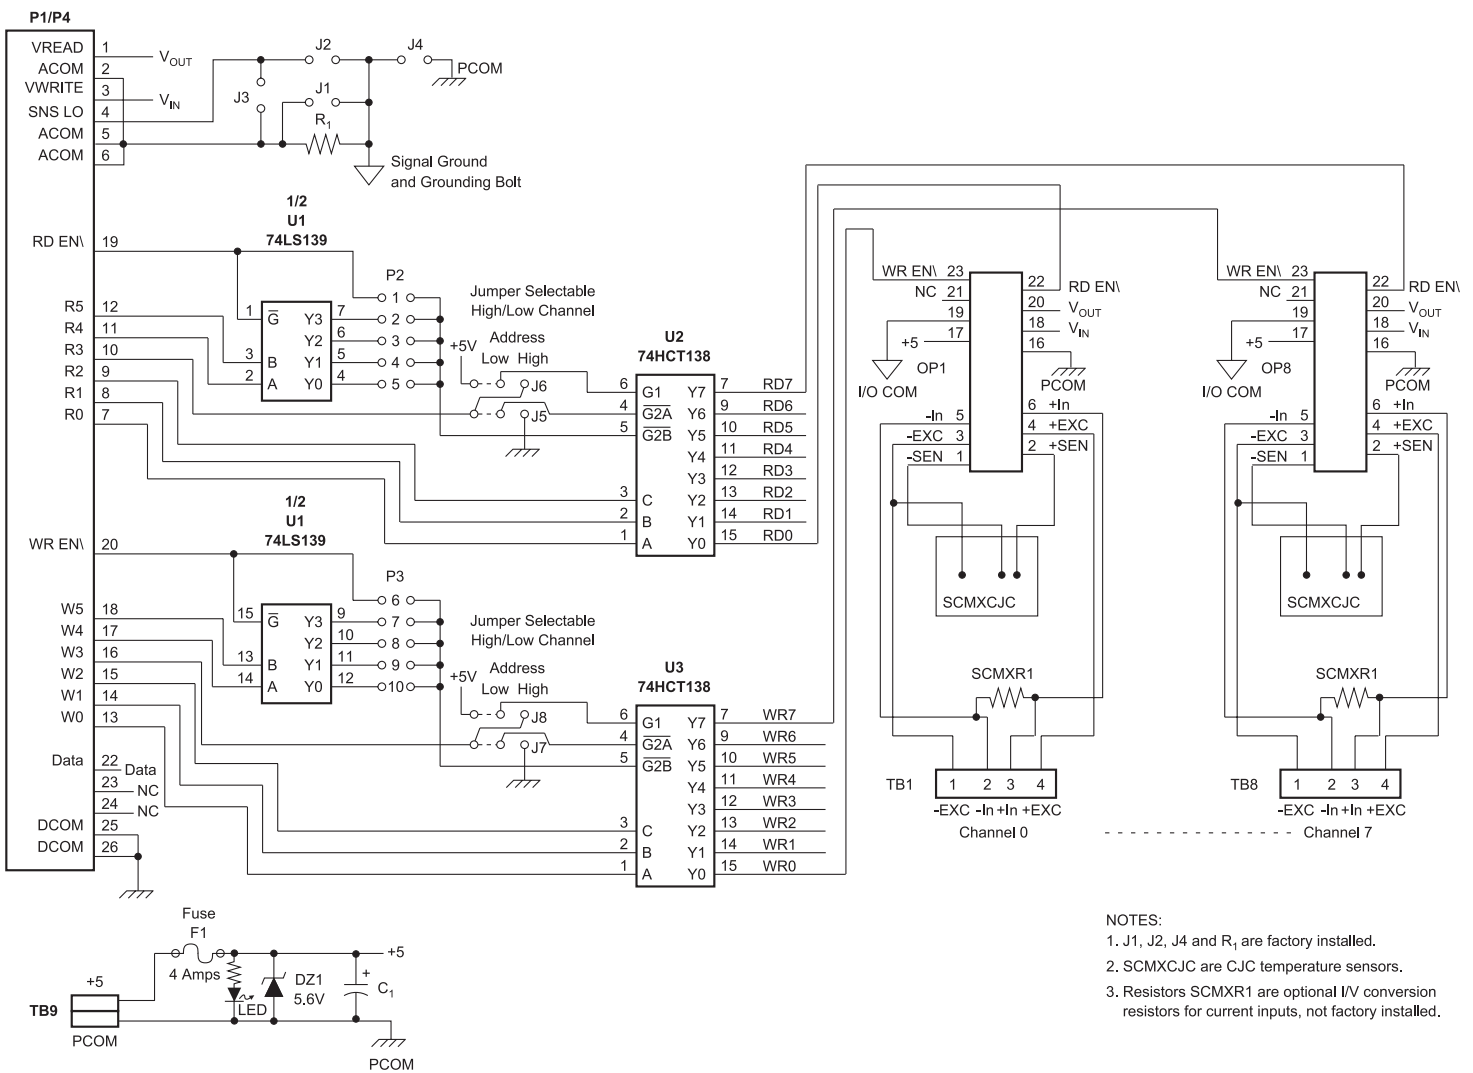 P1/P4
VREAD 1 V_OUT
ACOM 2
VWRITE 3 V_IN
SNS LO 4
ACOM 5
ACOM 6
J2 J4
PCOM
J3 J1
R₁
Signal Ground
and Grounding Bolt
1/2
U1
74LS139
RD EN\ 19
R5 12
R4 11
R3 10
R2 9
R1 8
R0 7
1 G̅ Y3 7
Y2 6
3 B Y1 5
2 A Y0 4
P2
1
2
3
4
5
Jumper Selectable
High/Low Channel
Address
+5V Low High
J6
J5
U2
74HCT138
6 G1 Y7 7 RD7
4 G̅2̅A̅ Y6 9 RD6
5 G̅2̅B̅ Y5 10 RD5
Y4 11 RD4
Y3 12 RD3
3 C Y2 13 RD2
2 B Y1 14 RD1
1 A Y0 15 RD0
1/2
U1
74LS139
WR EN\ 20
W5 18
W4 17
W3 16
W2 15
W1 14
W0 13
15 G̅ Y3 9
Y2 10
13 B Y1 11
14 A Y0 12
P3
6
7
8
9
10
Jumper Selectable
High/Low Channel
Address
+5V Low High
J8
J7
U3
74HCT138
6 G1 Y7 7 WR7
4 G̅2̅A̅ Y6 9 WR6
5 G̅2̅B̅ Y5 10 WR5
Y4 11 WR4
Y3 12 WR3
3 C Y2 13 WR2
2 B Y1 14 WR1
1 A Y0 15 WR0
Data 22 Data
23 NC
24 NC
DCOM 25
DCOM 26
WR EN\ 23
NC 21
19
+5 17
22 RD EN\
20 V_OUT
18 V_IN
16
OP1
I/O COM
PCOM
-In 5
-EXC 3
-SEN 1
6 +In
4 +EXC
2 +SEN
SCMXCJC
SCMXR1
TB1 1 2 3 4
-EXC -In +In +EXC
Channel 0
WR EN\ 23
NC 21
19
+5 17
22 RD EN\
20 V_OUT
18 V_IN
16
OP8
I/O COM
PCOM
-In 5
-EXC 3
-SEN 1
6 +In
4 +EXC
2 +SEN
SCMXCJC
SCMXR1
TB8 1 2 3 4
-EXC -In +In +EXC
Channel 7
Fuse
F1
4 Amps
+5
TB9
PCOM
LED
DZ1
5.6V
+
C₁
+5
PCOM
NOTES:
1. J1, J2, J4 and R₁ are factory installed.
2. SCMXCJC are CJC temperature sensors.
3. Resistors SCMXR1 are optional I/V conversion
resistors for current inputs, not factory installed.